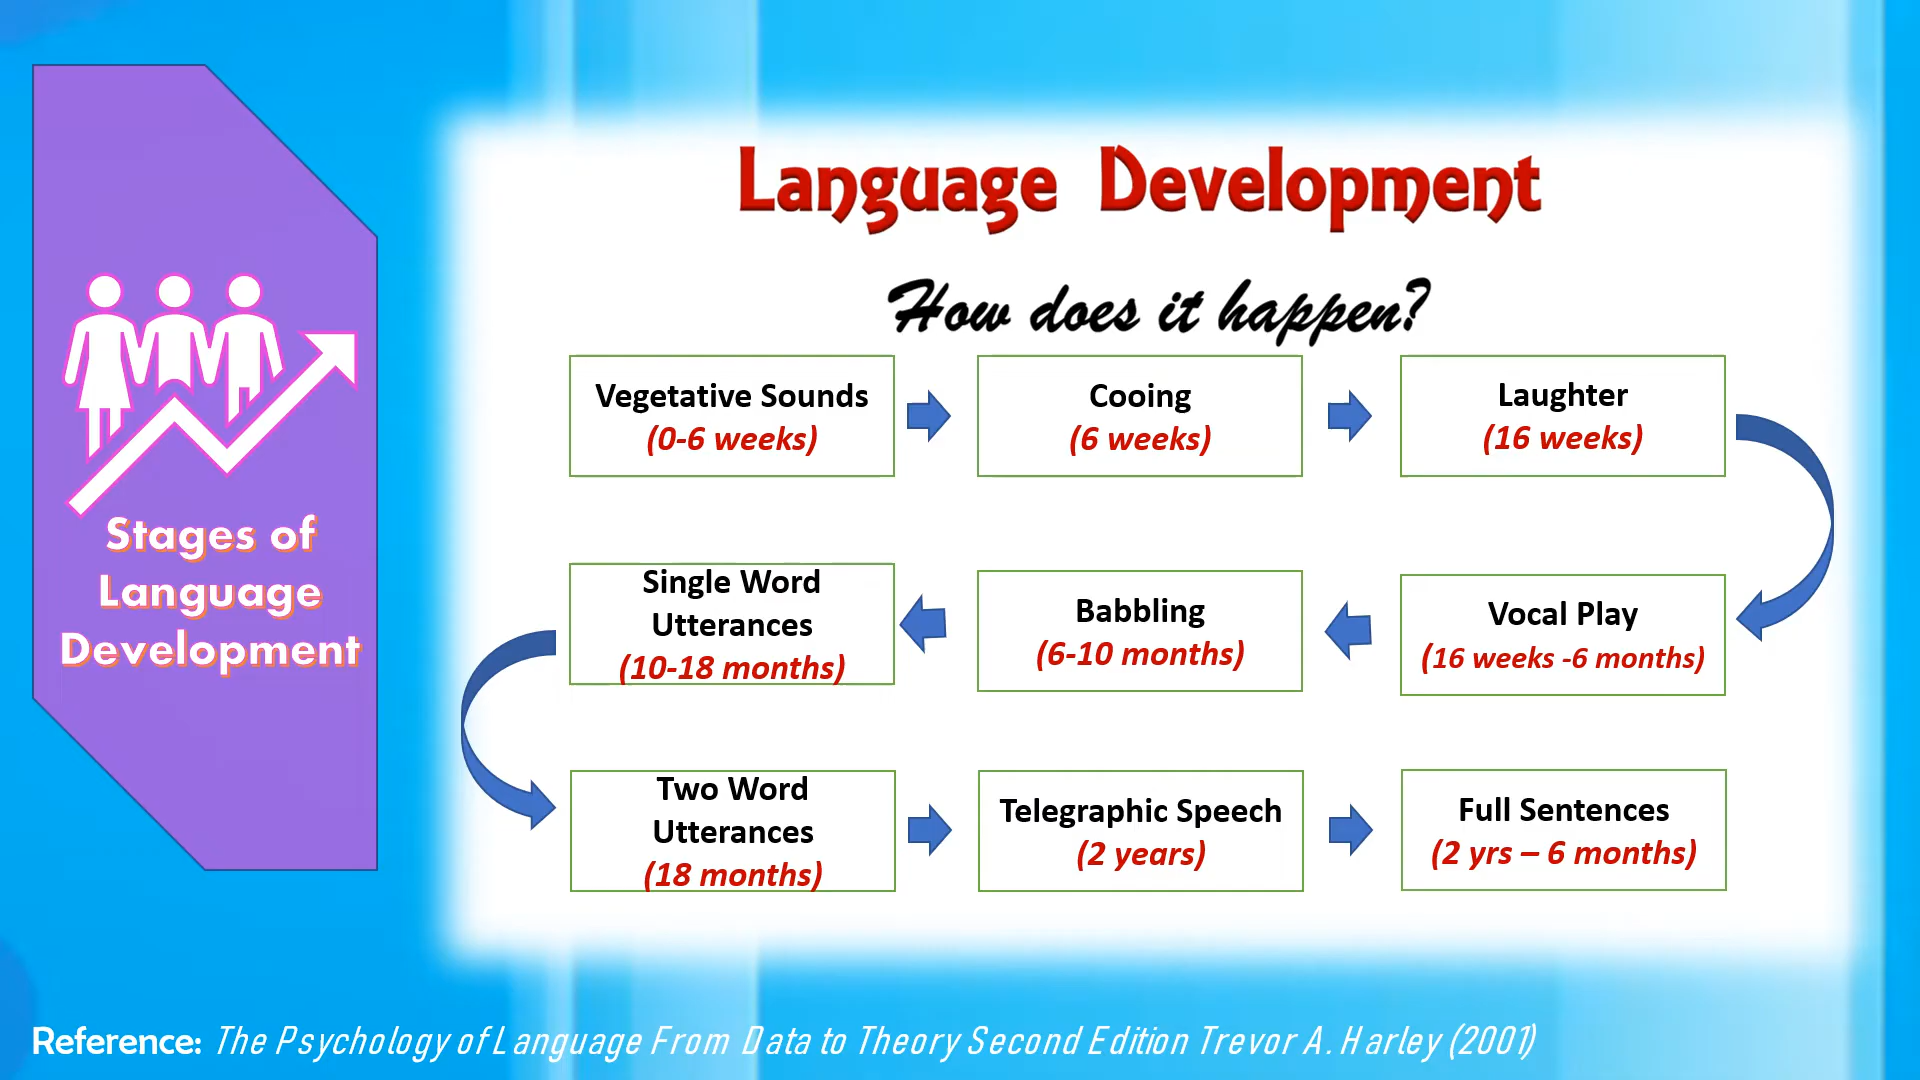 Stages of
Language
Development
Language Development
How does it happen?
Vegetative Sounds
(0-6 weeks)
Cooing
(6 weeks)
Laughter
(16 weeks)
Vocal Play
(16 weeks -6 months)
Babbling
(6-10 months)
Single Word
Utterances
(10-18 months)
Two Word
Utterances
(18 months)
Telegraphic Speech
(2 years)
Full Sentences
(2 yrs – 6 months)
Reference: The Psychology of Language From Data to Theory Second Edition Trevor A. Harley (2001)